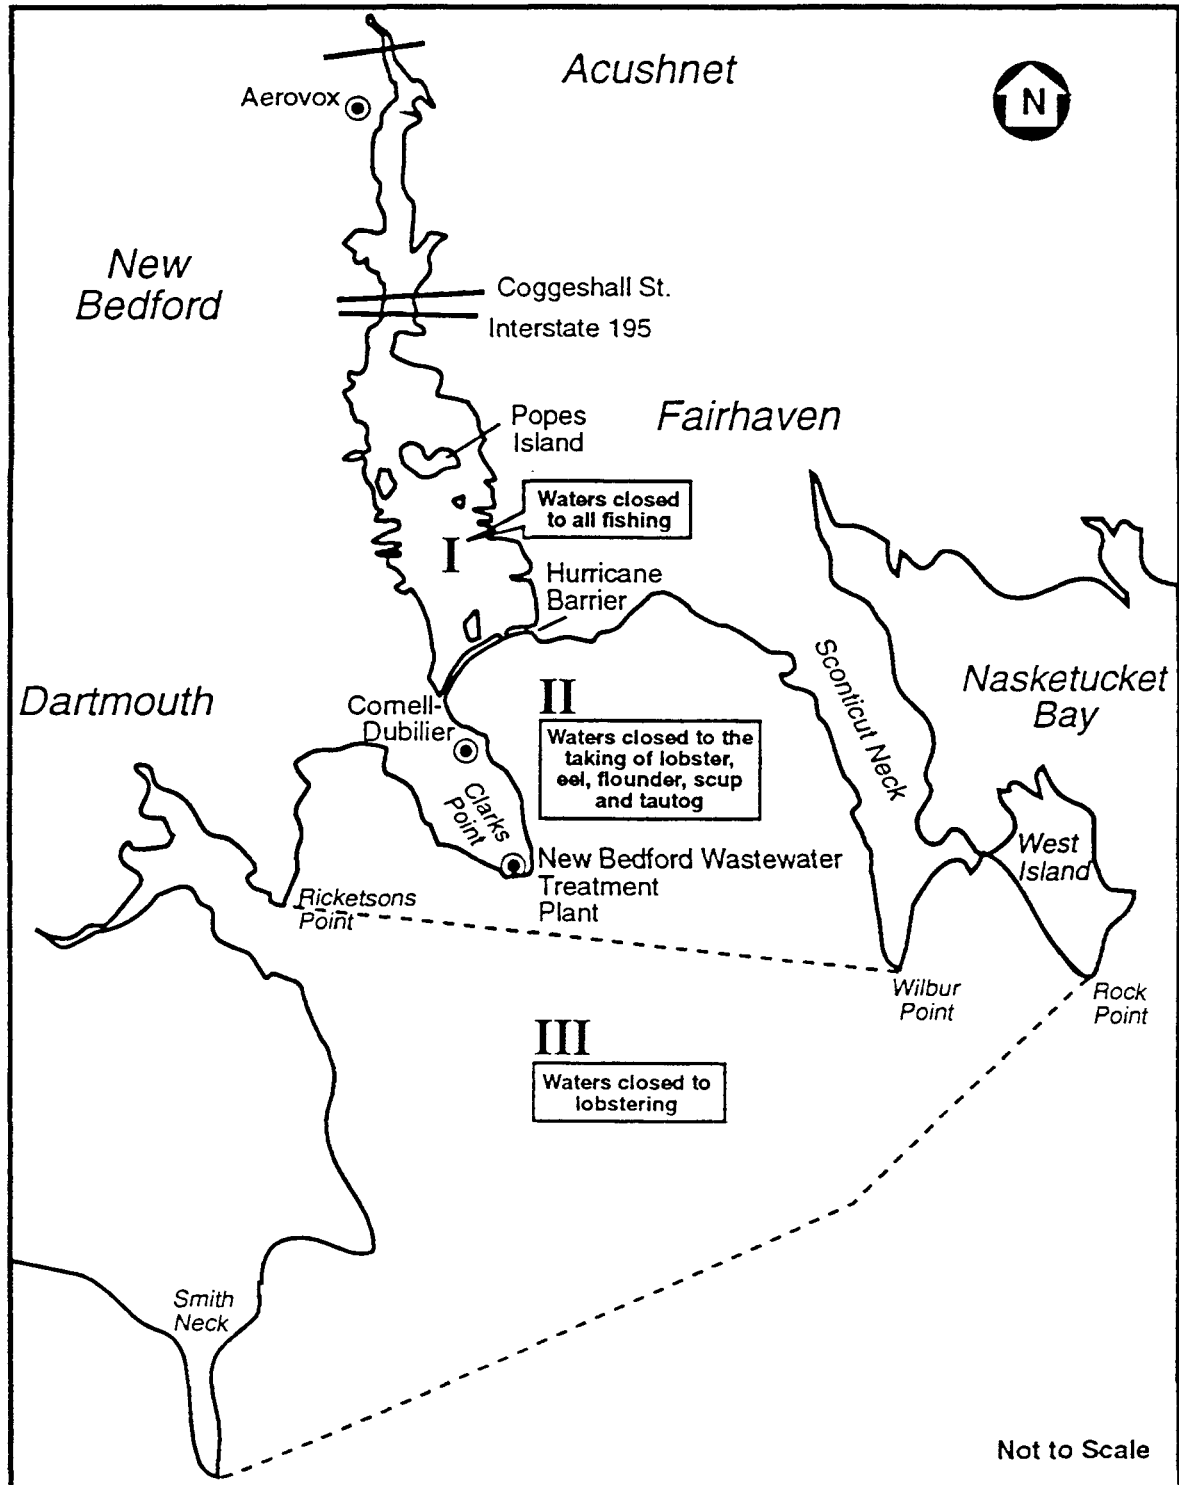 Acushnet
Aerovox
N
New
Bedford
Coggeshall St.
Interstate 195
Popes
Island
Fairhaven
Waters closed
to all fishing
I
Hurricane
Barrier
Sconticut Neck
Nasketucket
Bay
Dartmouth
Cornell-
Dubilier
II
Waters closed to the
taking of lobster,
eel, flounder, scup
and tautog
Clarks
Point
West
Island
New Bedford Wastewater
Treatment
Plant
Ricketsons
Point
Wilbur
Point
Rock
Point
III
Waters closed to
lobstering
Smith
Neck
Not to Scale